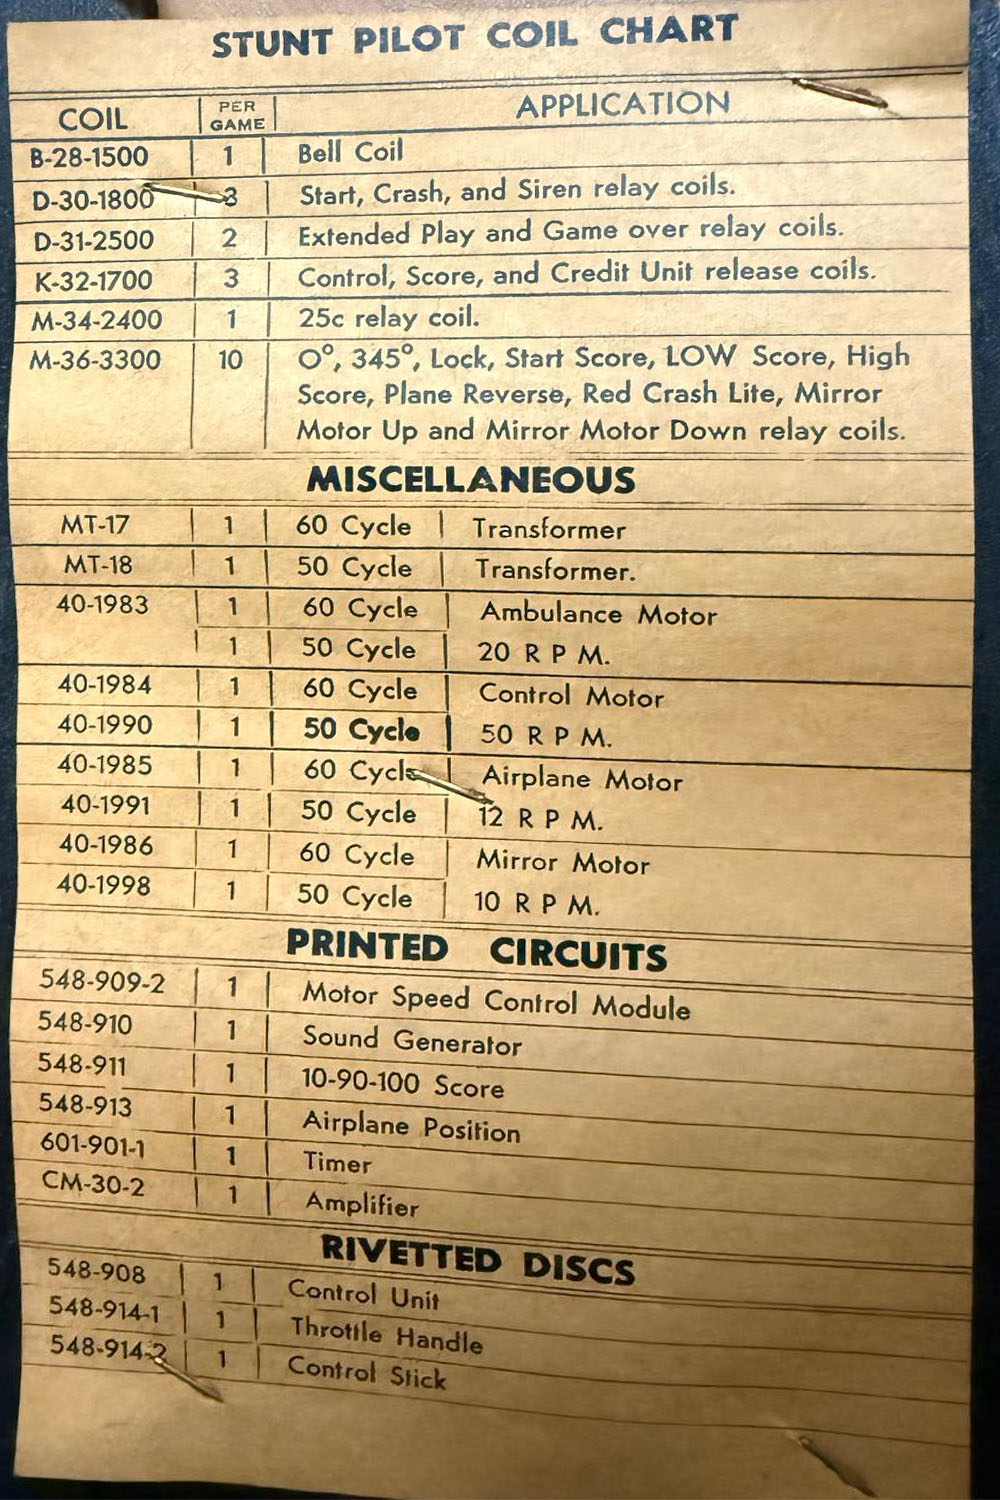 STUNT PILOT COIL CHART
COIL PER GAME APPLICATION
B-28-1500 1 Bell Coil
D-30-1800 3 Start, Crash, and Siren relay coils.
D-31-2500 2 Extended Play and Game over relay coils.
K-32-1700 3 Control, Score, and Credit Unit release coils.
M-34-2400 1 25c relay coil.
M-36-3300 10 0°, 345°, Lock, Start Score, LOW Score, High
Score, Plane Reverse, Red Crash Lite, Mirror
Motor Up and Mirror Motor Down relay coils.
MISCELLANEOUS
MT-17 1 60 Cycle Transformer
MT-18 1 50 Cycle Transformer.
40-1983 1 60 Cycle Ambulance Motor
1 50 Cycle 20 R P M.
40-1984 1 60 Cycle Control Motor
40-1990 1 50 Cycle 50 R P M.
40-1985 1 60 Cycle Airplane Motor
40-1991 1 50 Cycle 12 R P M.
40-1986 1 60 Cycle Mirror Motor
40-1998 1 50 Cycle 10 R P M.
PRINTED CIRCUITS
548-909-2 1 Motor Speed Control Module
548-910 1 Sound Generator
548-911 1 10-90-100 Score
548-913 1 Airplane Position
601-901-1 1 Timer
CM-30-2 1 Amplifier
RIVETTED DISCS
548-908 1 Control Unit
548-914-1 1 Throttle Handle
548-914-2 1 Control Stick